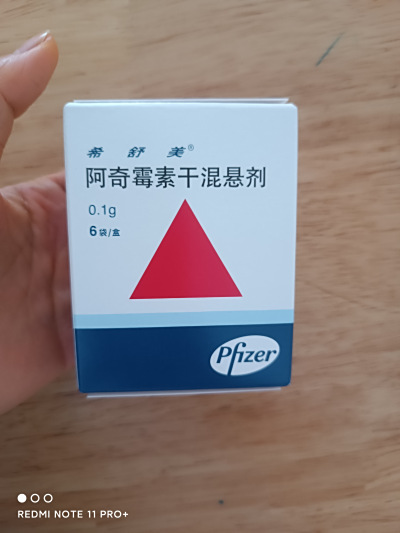 希舒美®
阿奇霉素干混悬剂
0.1g
6袋/盒
Pfizer
REDMI NOTE 11 PRO+